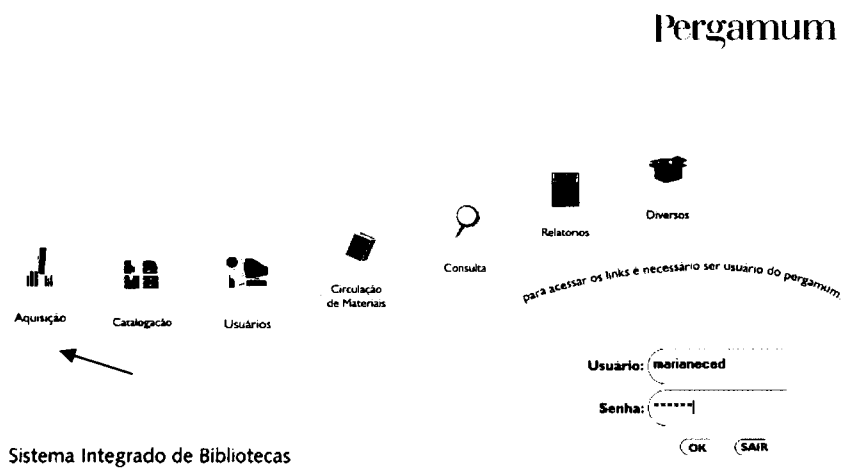 Pergamum
Diversos
Relatorios
Consulta
Circulação
de Materiais
Aquisição
Catalogacão
Usuários
para acessar os links é necessário ser usuário do pergamum.
Usuário: marianeced
Senha: ------
OK SAIR
Sistema Integrado de Bibliotecas